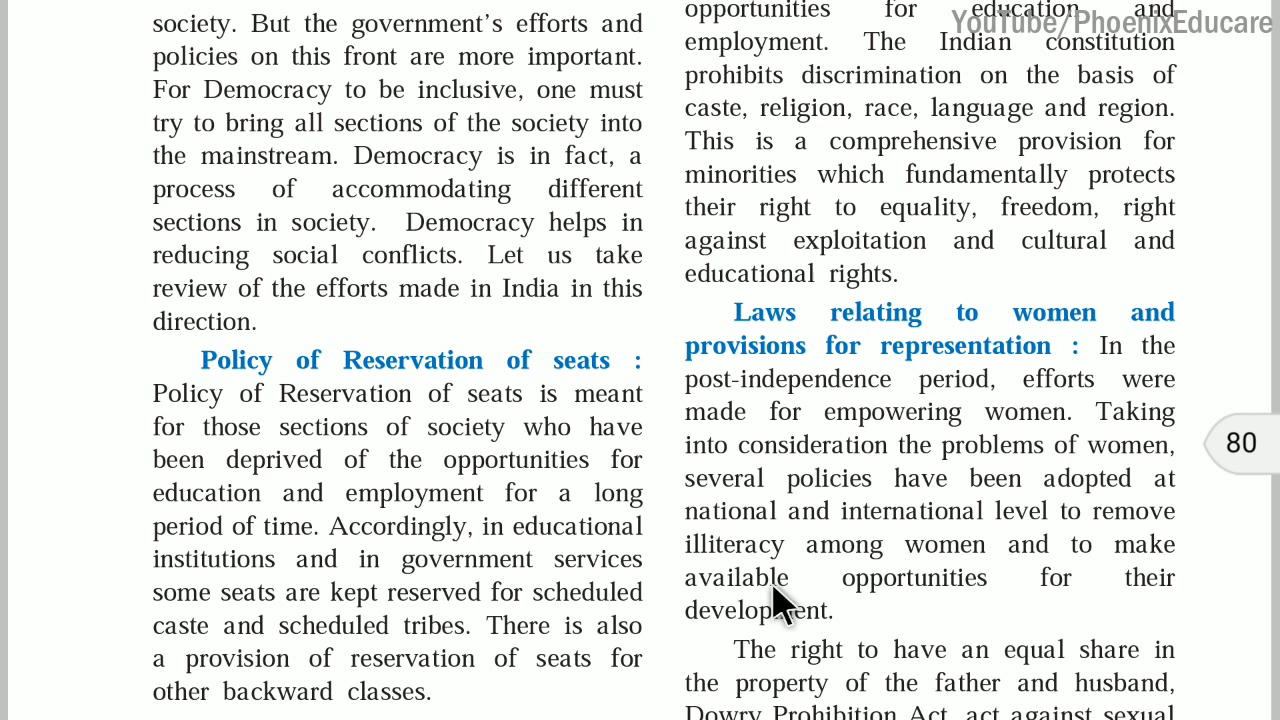 society. But the government's efforts and
policies on this front are more important.
For Democracy to be inclusive, one must
try to bring all sections of the society into
the mainstream. Democracy is in fact, a
process of accommodating different
sections in society. Democracy helps in
reducing social conflicts. Let us take
review of the efforts made in India in this
direction.
Policy of Reservation of seats :
Policy of Reservation of seats is meant
for those sections of society who have
been deprived of the opportunities for
education and employment for a long
period of time. Accordingly, in educational
institutions and in government services
some seats are kept reserved for scheduled
caste and scheduled tribes. There is also
a provision of reservation of seats for
other backward classes.
opportunities for education and
employment. The Indian constitution
prohibits discrimination on the basis of
caste, religion, race, language and region.
This is a comprehensive provision for
minorities which fundamentally protects
their right to equality, freedom, right
against exploitation and cultural and
educational rights.
Laws relating to women and
provisions for representation : In the
post-independence period, efforts were
made for empowering women. Taking
into consideration the problems of women,
several policies have been adopted at
national and international level to remove
illiteracy among women and to make
available opportunities for their
development.
The right to have an equal share in
the property of the father and husband,
Dowry Prohibition Act, act against sexual
YouTube/PhoenixEducare
80